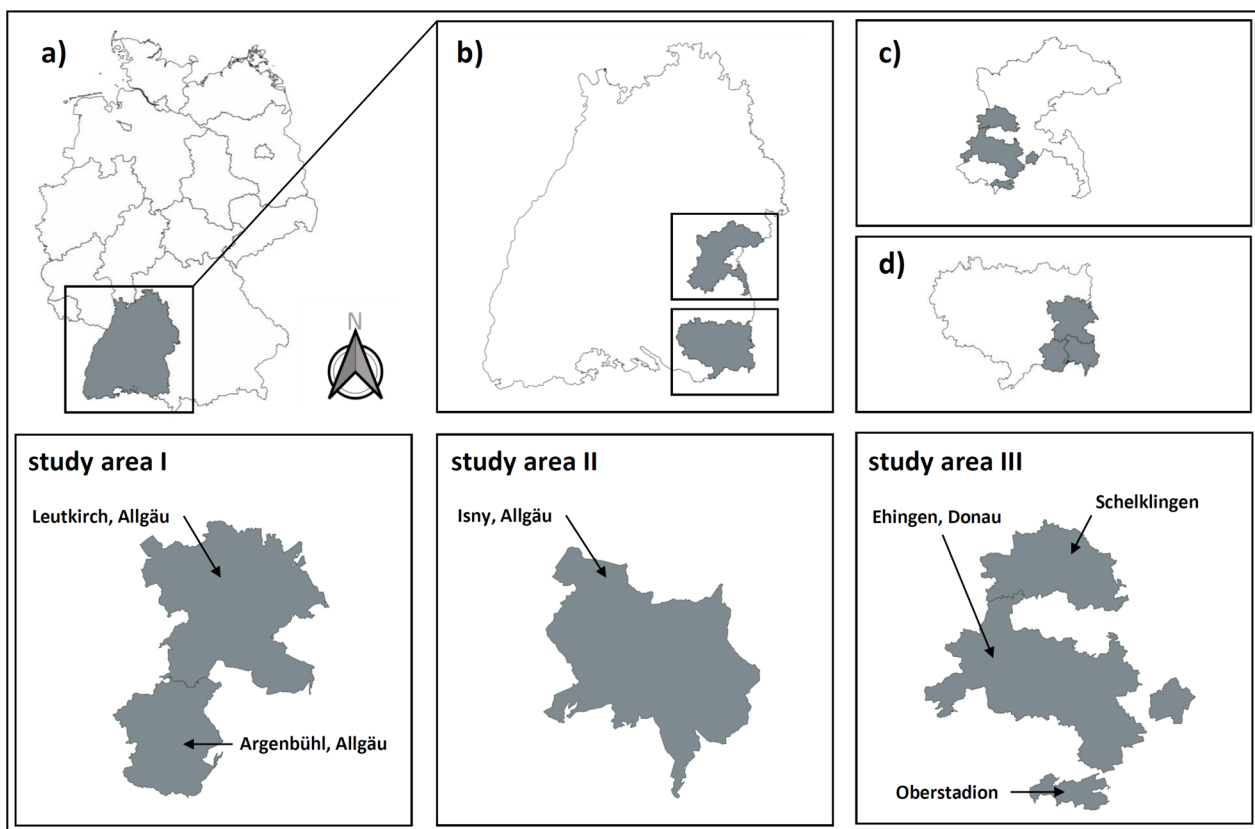 a)
N
b)
c)
d)
study area I
Leutkirch, Allgäu
Argenbühl, Allgäu
study area II
Isny, Allgäu
study area III
Schelklingen
Ehingen, Donau
Oberstadion